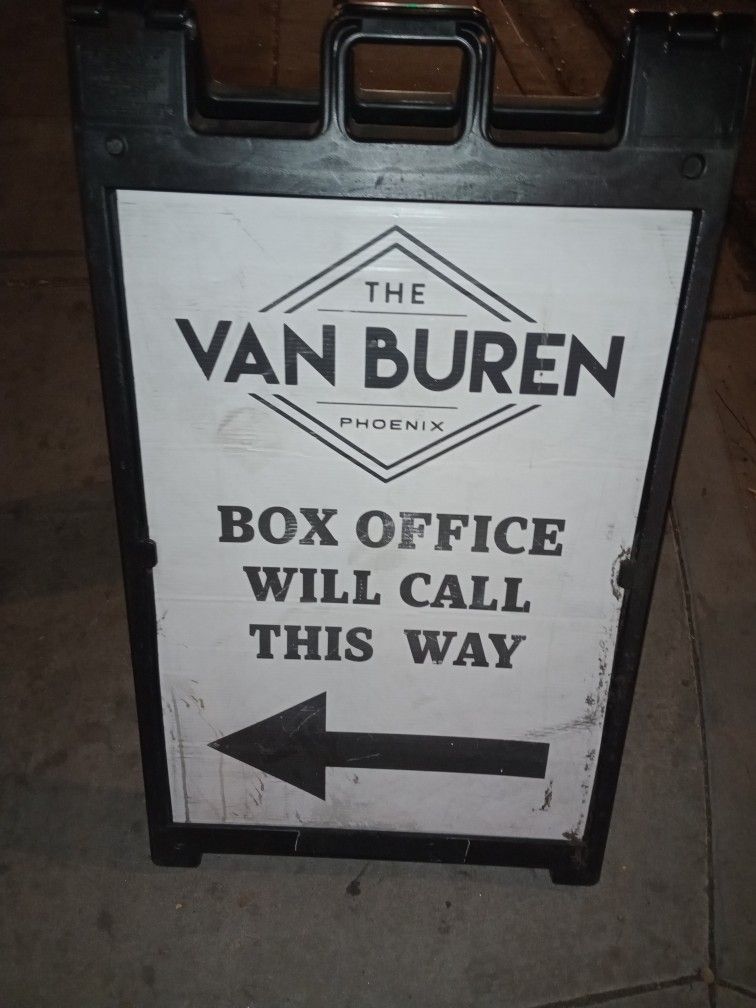 THE
VAN BUREN
PHOENIX
BOX OFFICE
WILL CALL
THIS WAY